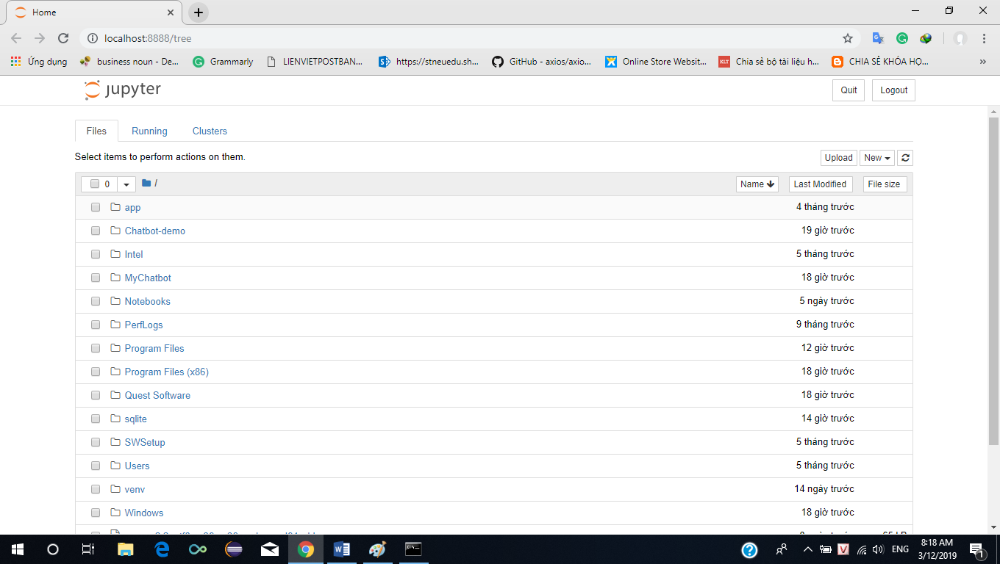 Home
localhost:8888/tree
Ứng dụng business noun - De... Grammarly LIENVIETPOSTBAN... https://stneuedu.sh... GitHub - axios/axio... Online Store Websit... KLT Chia sẻ bộ tài liệu h... CHIA SẺ KHÓA HỌ... »
jupyter Quit Logout
Files Running Clusters
Select items to perform actions on them. Upload New
0 / Name Last Modified File size
app 4 tháng trước
Chatbot-demo 19 giờ trước
Intel 5 tháng trước
MyChatbot 18 giờ trước
Notebooks 5 ngày trước
PerfLogs 9 tháng trước
Program Files 12 giờ trước
Program Files (x86) 18 giờ trước
Quest Software 18 giờ trước
sqlite 14 giờ trước
SWSetup 5 tháng trước
Users 5 tháng trước
venv 14 ngày trước
Windows 18 giờ trước
ENG 8:18 AM
3/12/2019 1